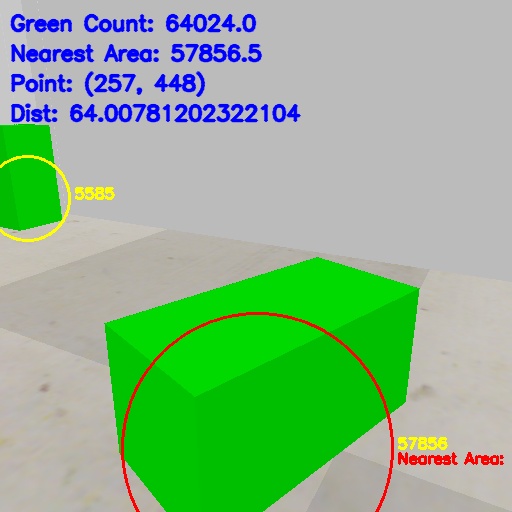 Green Count: 64024.0
Nearest Area: 57856.5
Point: (257, 448)
Dist: 64.00781202322104
5585
57856
Nearest Area: